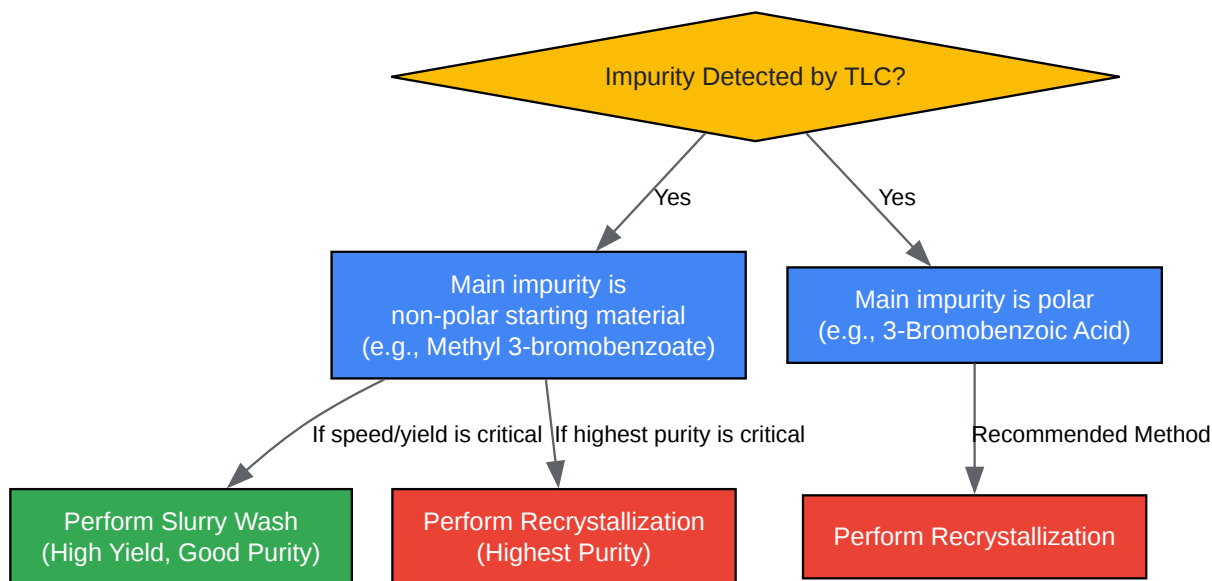 Impurity Detected by TLC?
Yes
Yes
Main impurity is
non-polar starting material
(e.g., Methyl 3-bromobenzoate)
Main impurity is polar
(e.g., 3-Bromobenzoic Acid)
If speed/yield is critical
If highest purity is critical
Recommended Method
Perform Slurry Wash
(High Yield, Good Purity)
Perform Recrystallization
(Highest Purity)
Perform Recrystallization